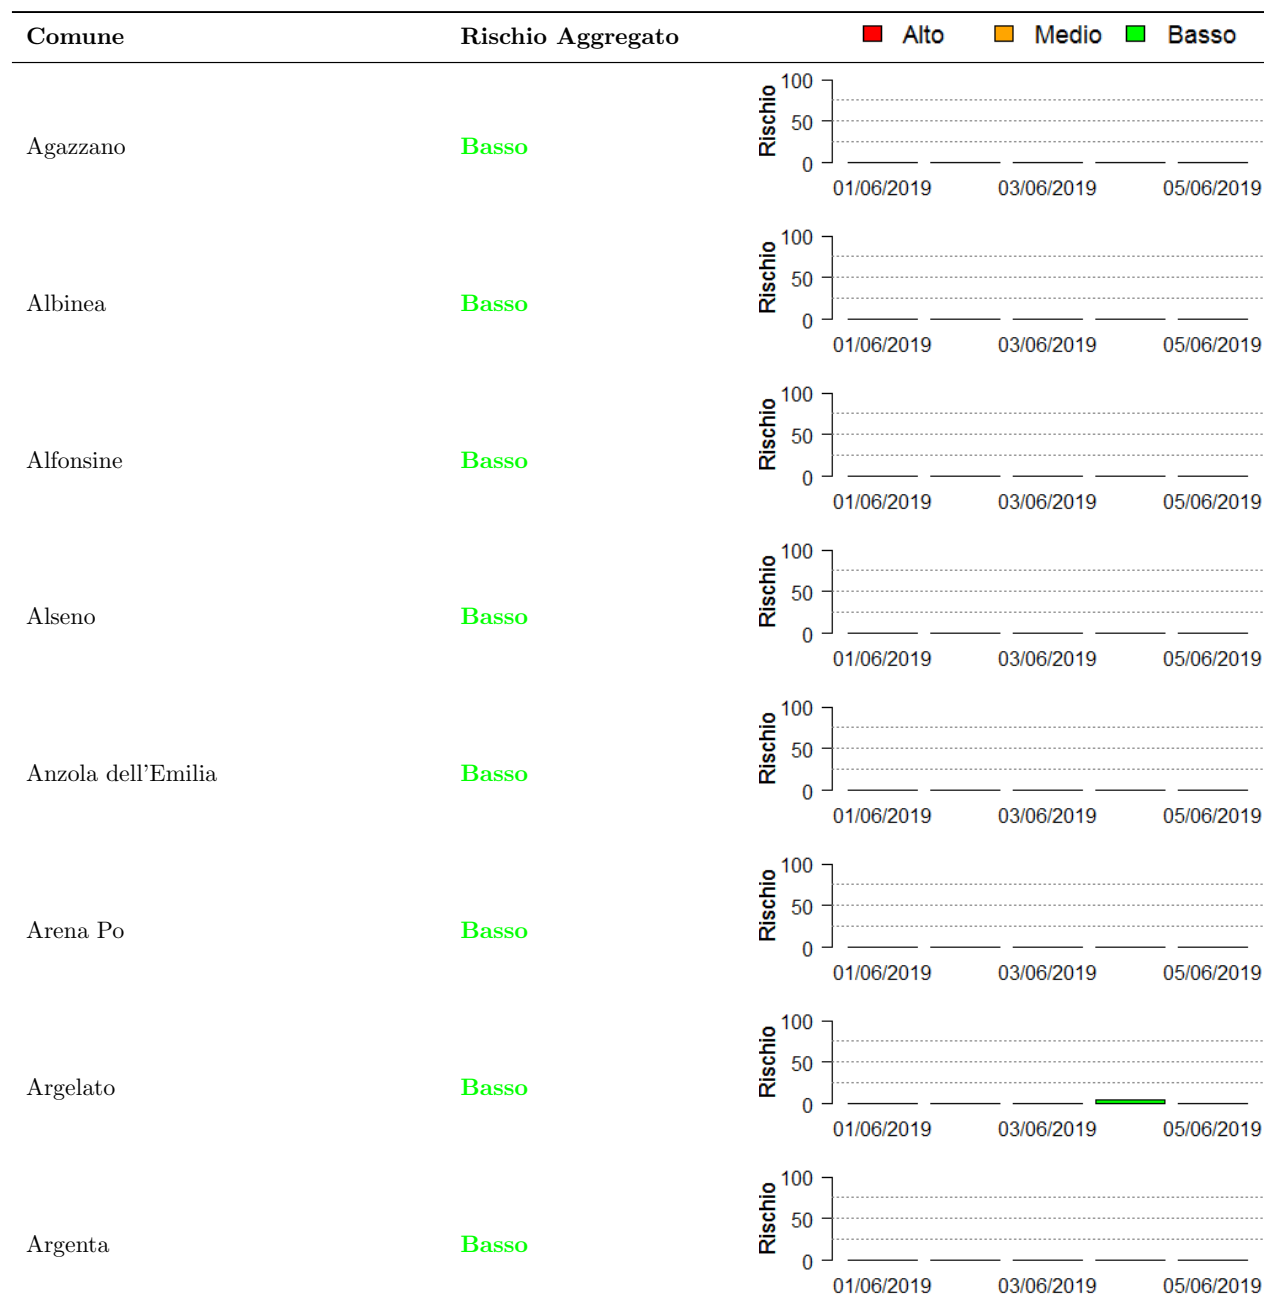 Comune Rischio Aggregato Alto Medio Basso
100
50
0
Rischio
Agazzano Basso
01/06/2019 03/06/2019 05/06/2019
100
50
0
Rischio
Albinea Basso
01/06/2019 03/06/2019 05/06/2019
100
50
0
Rischio
Alfonsine Basso
01/06/2019 03/06/2019 05/06/2019
100
50
0
Rischio
Alseno Basso
01/06/2019 03/06/2019 05/06/2019
100
50
0
Rischio
Anzola dell'Emilia Basso
01/06/2019 03/06/2019 05/06/2019
100
50
0
Rischio
Arena Po Basso
01/06/2019 03/06/2019 05/06/2019
100
50
0
Rischio
Argelato Basso
01/06/2019 03/06/2019 05/06/2019
100
50
0
Rischio
Argenta Basso
01/06/2019 03/06/2019 05/06/2019